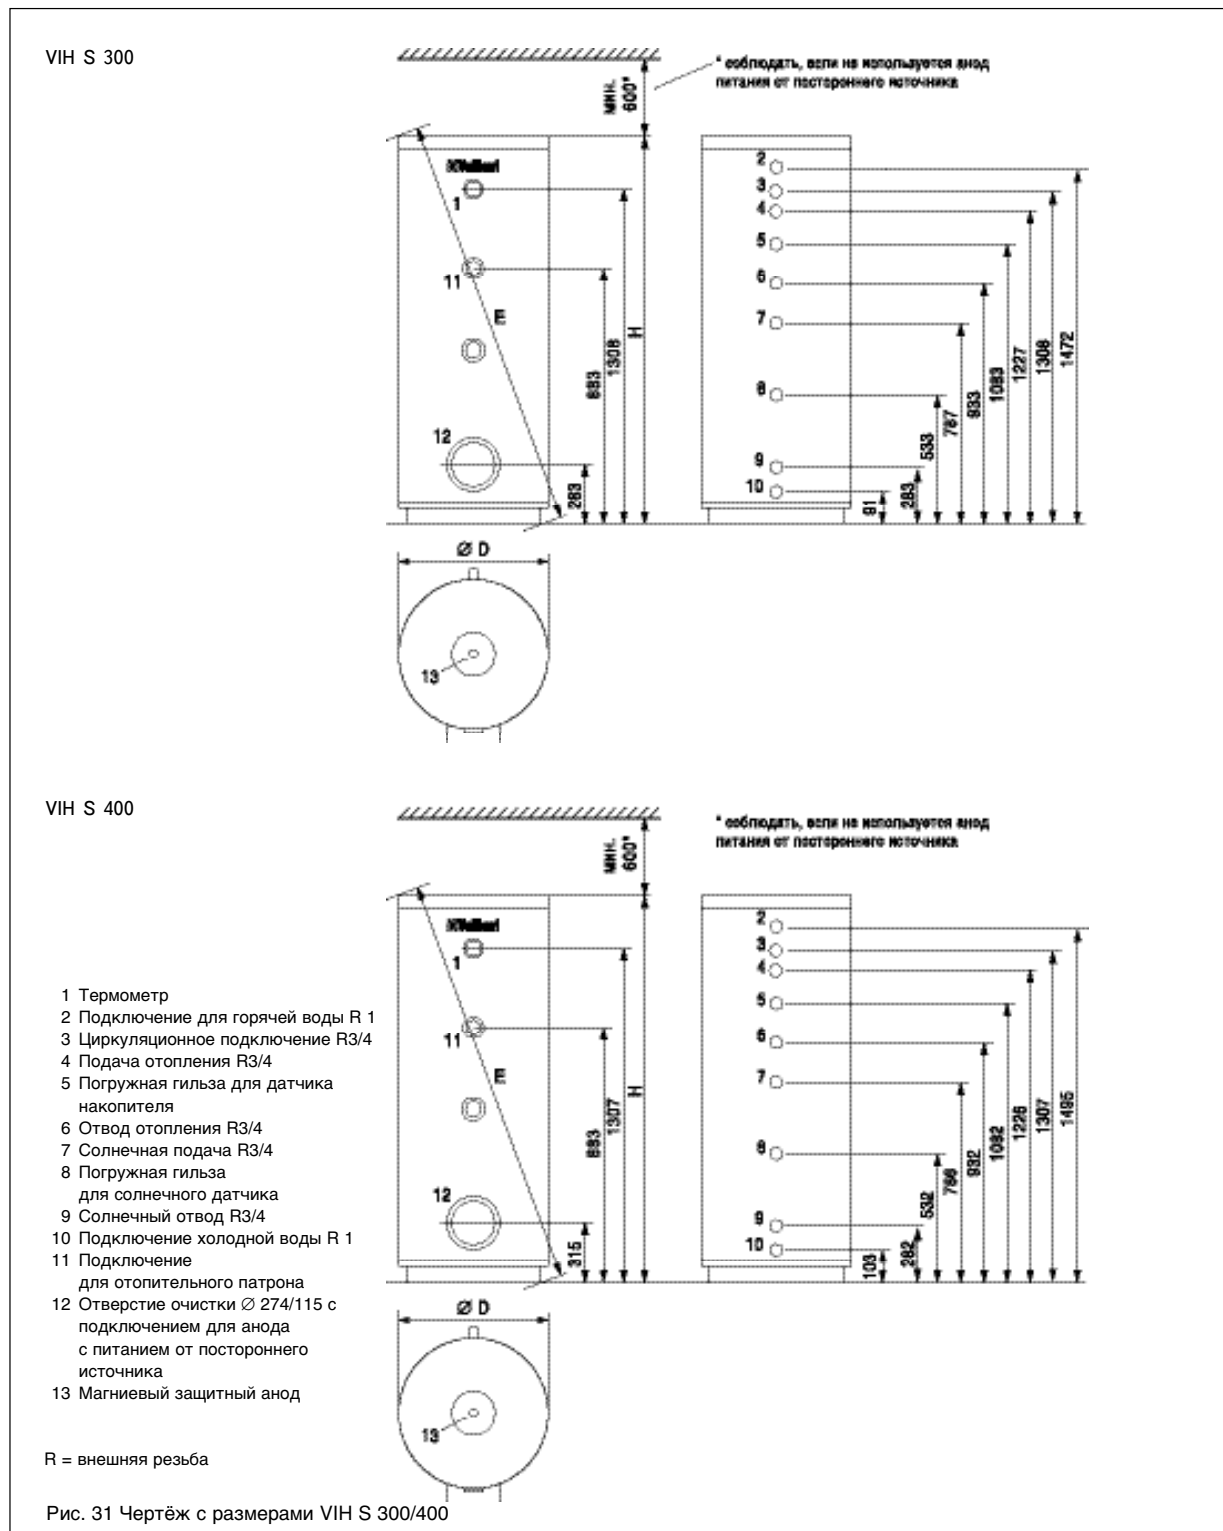 VIH S 300
мин.
600*
* соблюдать, если не используется анод
питания от постороннего источника
Vaillant
1
11
E
12
283
883
1308
H
2
3
4
5
6
7
8
9
10
91
283
533
787
933
1083
1227
1308
1472
Ø D
13
VIH S 400
мин.
600*
* соблюдать, если не используется анод
питания от постороннего источника
Vaillant
1
11
E
12
315
883
1307
H
2
3
4
5
6
7
8
9
10
103
282
532
786
932
1082
1226
1307
1495
Ø D
13
1 Термометр
2 Подключение для горячей воды R 1
3 Циркуляционное подключение R3/4
4 Подача отопления R3/4
5 Погружная гильза для датчика
накопителя
6 Отвод отопления R3/4
7 Солнечная подача R3/4
8 Погружная гильза
для солнечного датчика
9 Солнечный отвод R3/4
10 Подключение холодной воды R 1
11 Подключение
для отопительного патрона
12 Отверстие очистки ∅ 274/115 с
подключением для анода
с питанием от постороннего
источника
13 Магниевый защитный анод
R = внешняя резьба
Рис. 31 Чертёж с размерами VIH S 300/400